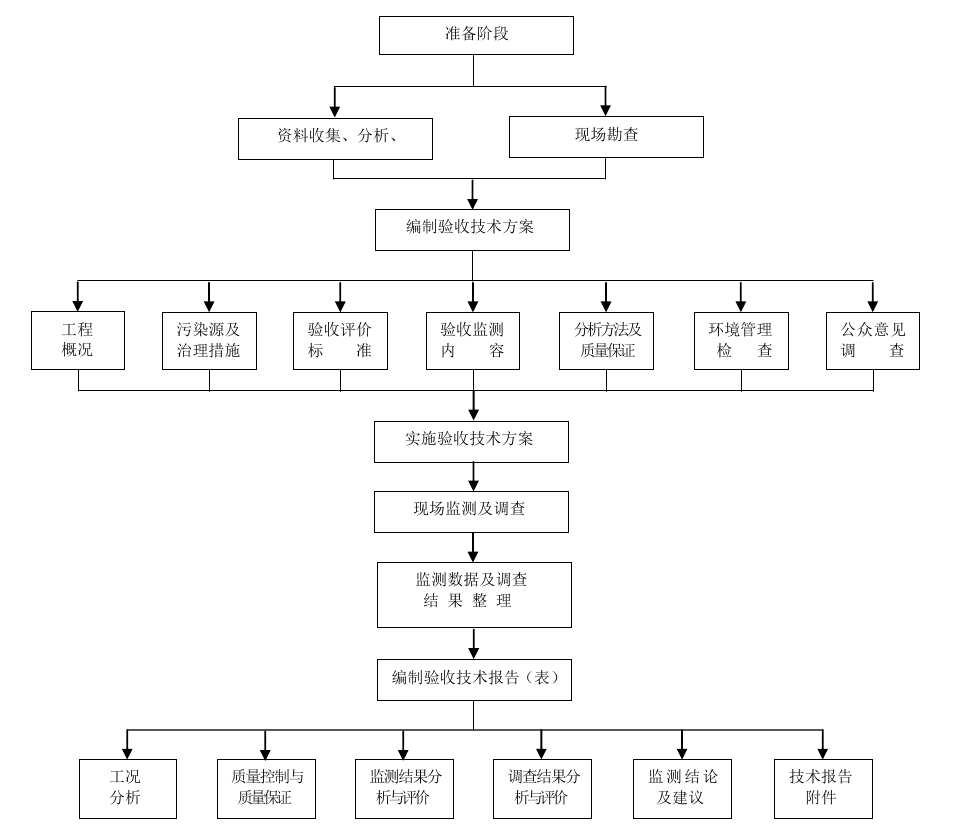 准备阶段
资料收集、分析、
现场勘查
编制验收技术方案
工程
概况
污染源及
治理措施
验收评价
标 准
验收监测
内 容
分析方法及
质量保证
环境管理
检 查
公众意见
调 查
实施验收技术方案
现场监测及调查
监测数据及调查
结 果 整 理
编制验收技术报告（表）
工况
分析
质量控制与
质量保证
监测结果分
析与评价
调查结果分
析与评价
监测结论
及建议
技术报告
附件